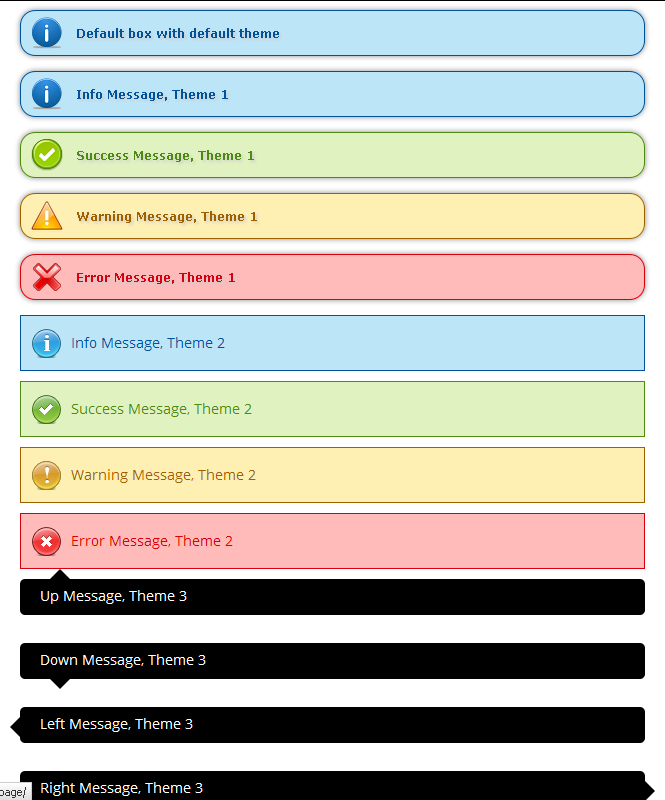 Default box with default theme
Info Message, Theme 1
Success Message, Theme 1
Warning Message, Theme 1
Error Message, Theme 1
Info Message, Theme 2
Success Message, Theme 2
Warning Message, Theme 2
Error Message, Theme 2
Up Message, Theme 3
Down Message, Theme 3
Left Message, Theme 3
Right Message, Theme 3
page/